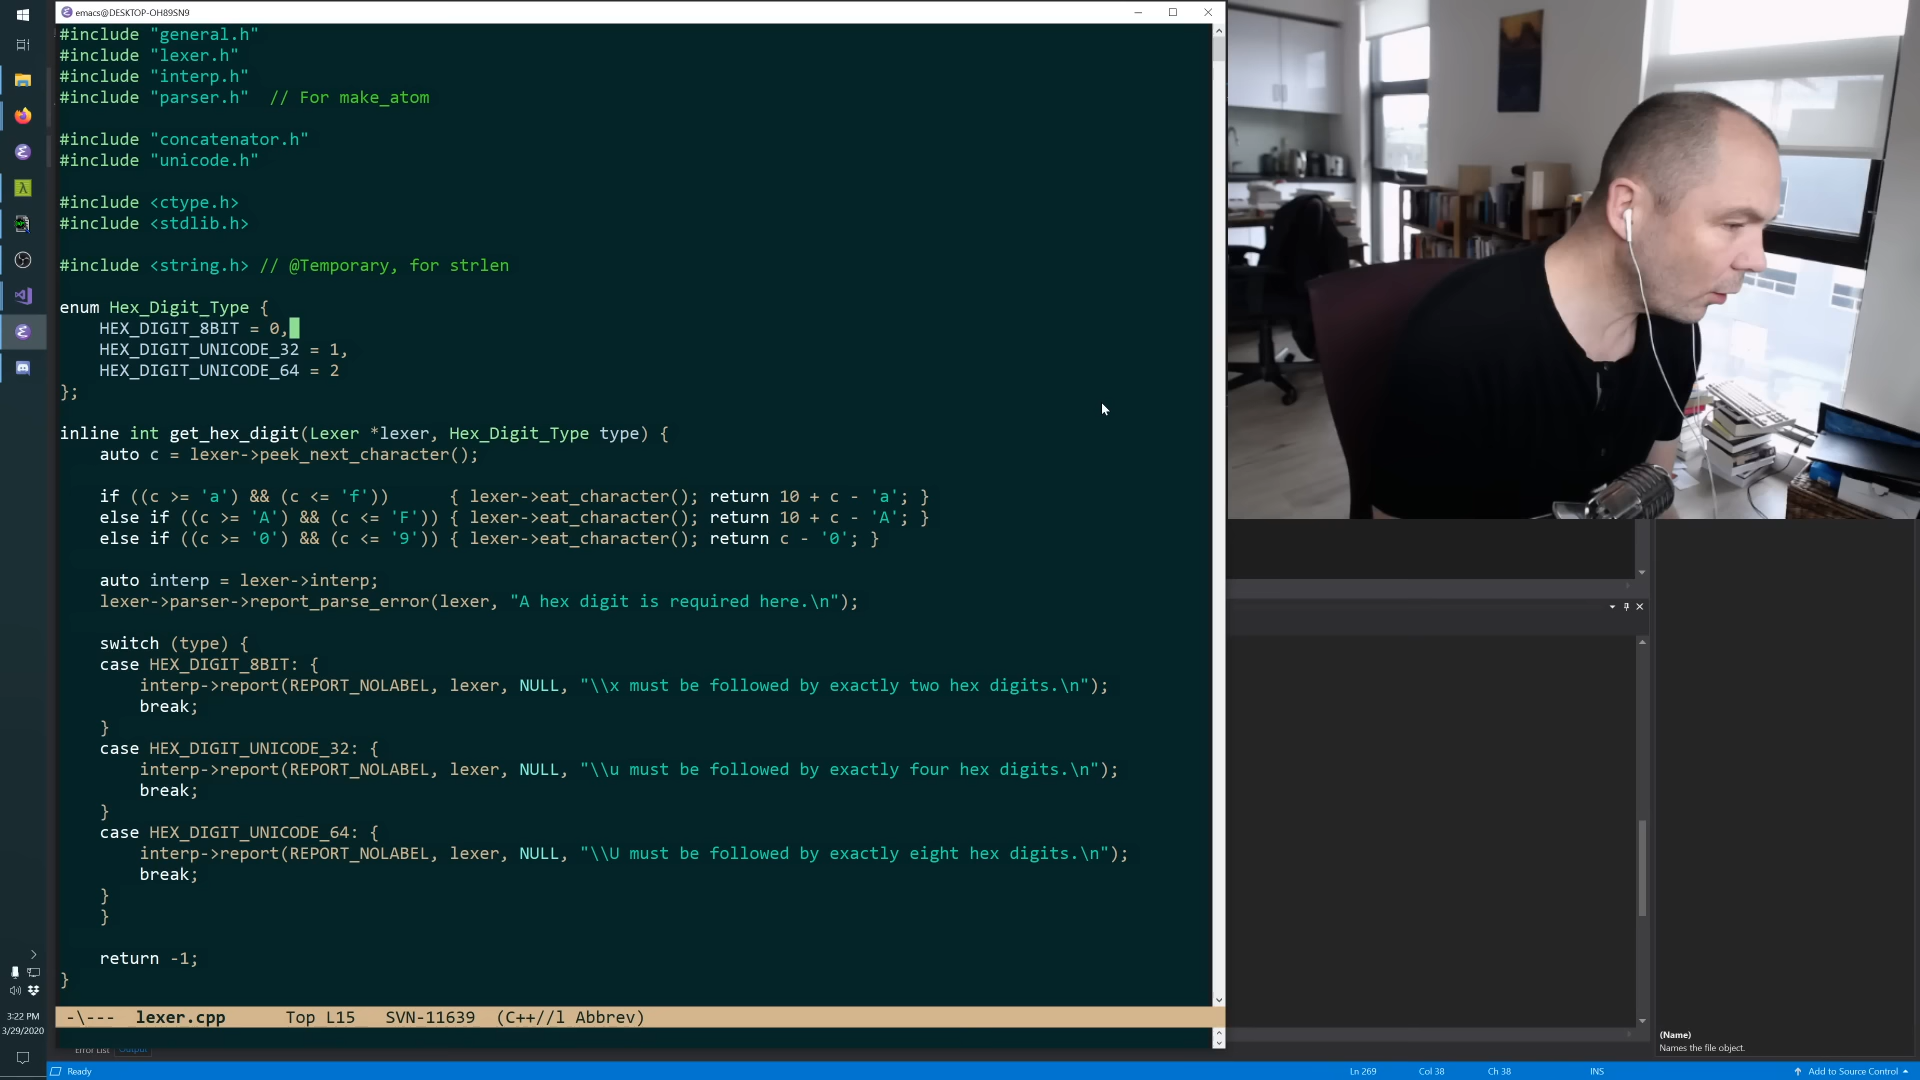 emacs@DESKTOP-OH89SN9
#include "general.h"
#include "lexer.h"
#include "interp.h"
#include "parser.h"  // For make_atom
#include "concatenator.h"
#include "unicode.h"
#include <ctype.h>
#include <stdlib.h>
#include <string.h> // @Temporary, for strlen
enum Hex_Digit_Type {
    HEX_DIGIT_8BIT = 0,
    HEX_DIGIT_UNICODE_32 = 1,
    HEX_DIGIT_UNICODE_64 = 2
};
inline int get_hex_digit(Lexer *lexer, Hex_Digit_Type type) {
    auto c = lexer->peek_next_character();
    if ((c >= 'a') && (c <= 'f'))      { lexer->eat_character(); return 10 + c - 'a'; }
    else if ((c >= 'A') && (c <= 'F')) { lexer->eat_character(); return 10 + c - 'A'; }
    else if ((c >= '0') && (c <= '9')) { lexer->eat_character(); return c - '0'; }
    auto interp = lexer->interp;
    lexer->parser->report_parse_error(lexer, "A hex digit is required here.\n");
    switch (type) {
    case HEX_DIGIT_8BIT: {
        interp->report(REPORT_NOLABEL, lexer, NULL, "\\x must be followed by exactly two hex digits.\n");
        break;
    }
    case HEX_DIGIT_UNICODE_32: {
        interp->report(REPORT_NOLABEL, lexer, NULL, "\\u must be followed by exactly four hex digits.\n");
        break;
    }
    case HEX_DIGIT_UNICODE_64: {
        interp->report(REPORT_NOLABEL, lexer, NULL, "\\U must be followed by exactly eight hex digits.\n");
        break;
    }
    }
    return -1;
}
-\---  lexer.cpp      Top L15   SVN-11639  (C++//l Abbrev)
3:22 PM
3/29/2020
Error List Output
(Name)
Names the file object.
Ready
Ln 269
Col 38
Ch 38
INS
Add to Source Control